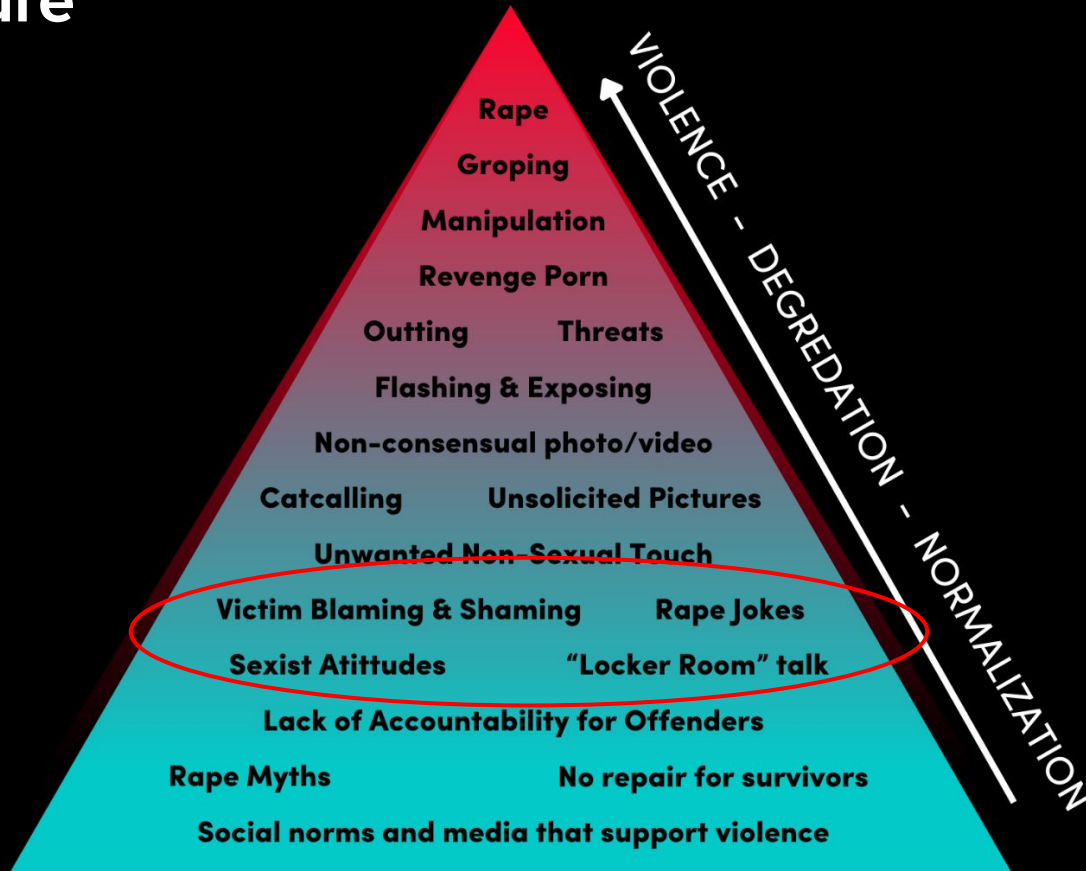 Rape
Groping
Manipulation
Revenge Porn
Outting Threats
Flashing & Exposing
Non-consensual photo/video
Catcalling Unsolicited Pictures
Unwanted Non-Sexual Touch
Victim Blaming & Shaming Rape Jokes
Sexist Atittudes “Locker Room” talk
Lack of Accountability for Offenders
Rape Myths No repair for survivors
Social norms and media that support violence
VIOLENCE - DEGREDATION - NORMALIZATION